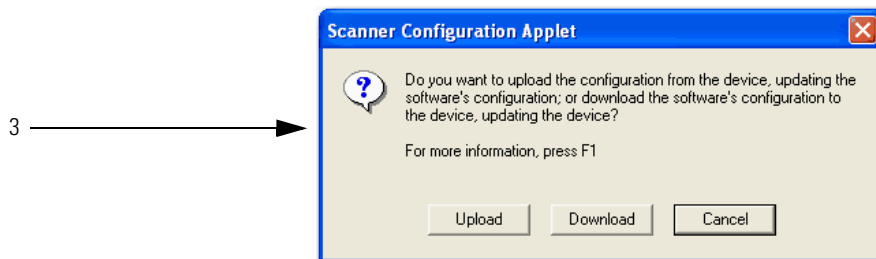 Scanner Configuration Applet
Do you want to upload the configuration from the device, updating the
software's configuration; or download the software's configuration to
the device, updating the device?
3
For more information, press F1
Upload Download Cancel